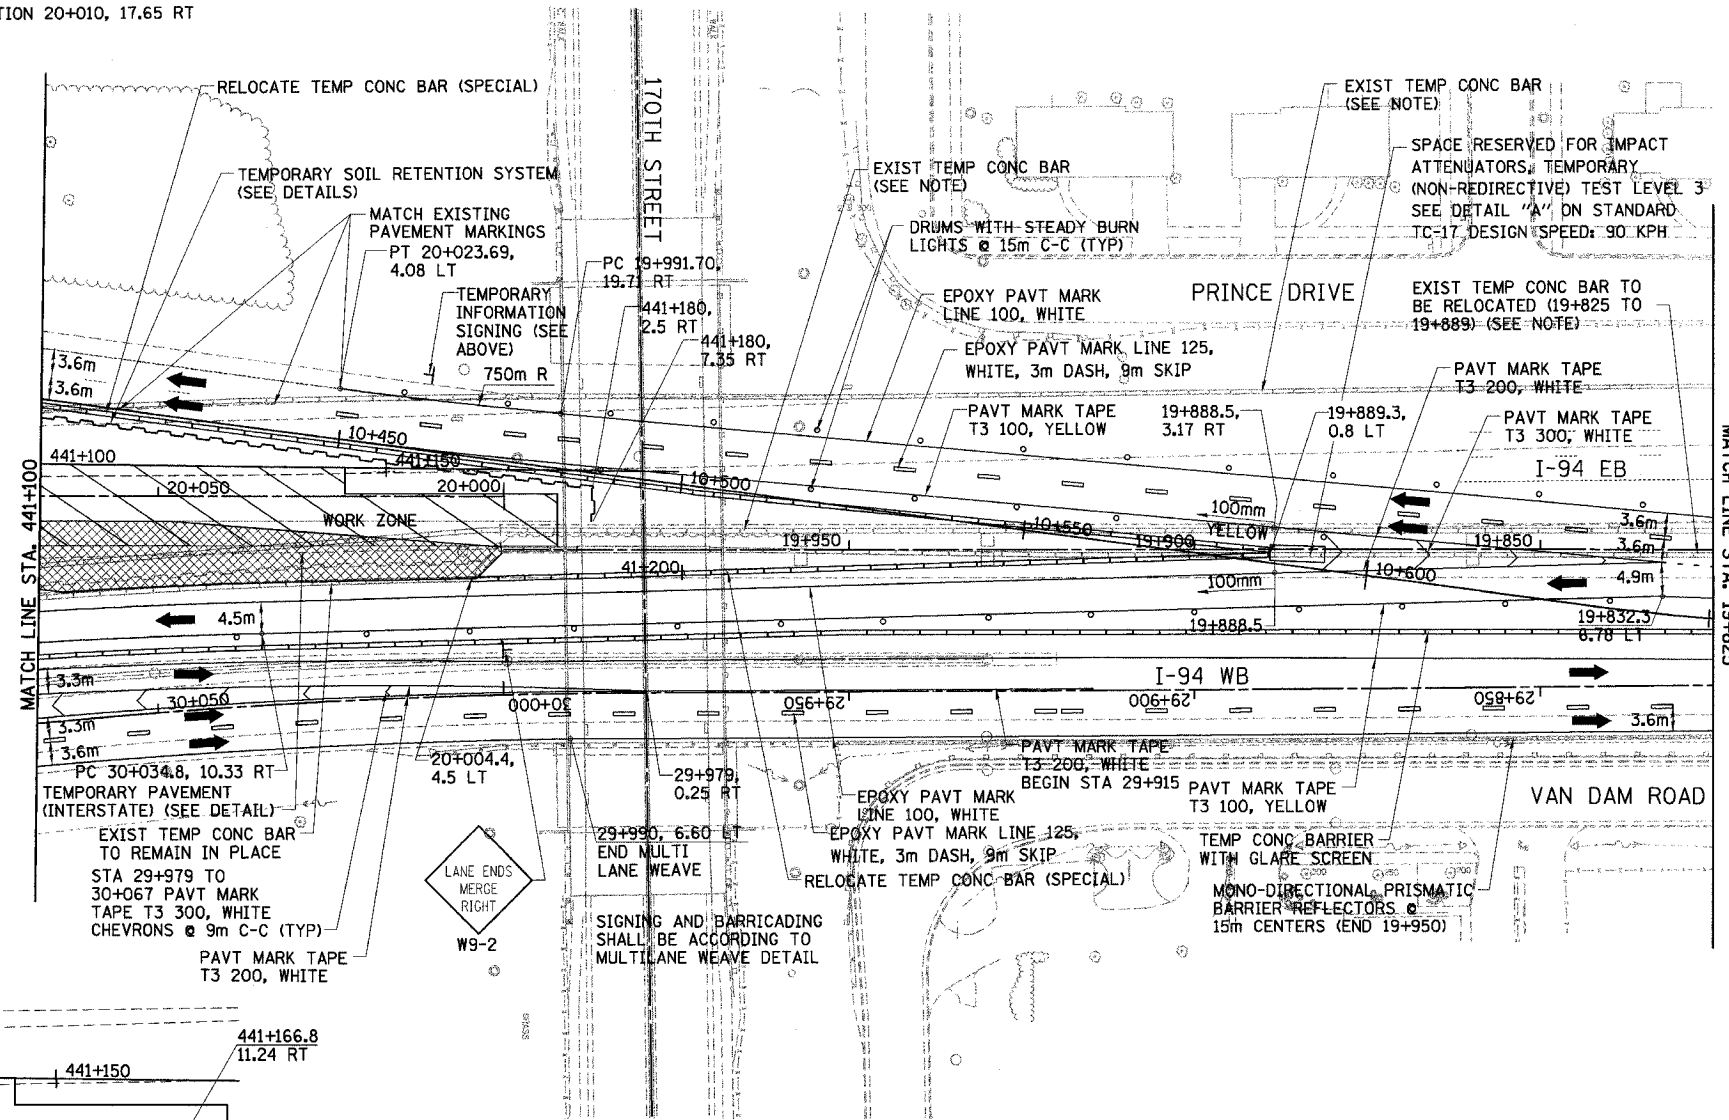 TION 20+010, 17.65 RT
RELOCATE TEMP CONC BAR (SPECIAL)
TEMPORARY SOIL RETENTION SYSTEM
(SEE DETAILS)
MATCH EXISTING
PAVEMENT MARKINGS
PT 20+023.69,
4.08 LT
TEMPORARY
INFORMATION
SIGNING (SEE
ABOVE)
750m R
170TH STREET
PC 19+991.70,
19.71 RT
441+180,
2.5 RT
441+180,
7.35 RT
EXIST TEMP CONC BAR
(SEE NOTE)
DRUMS WITH STEADY BURN
LIGHTS @ 15m C-C (TYP)
EPOXY PAVT MARK
LINE 100, WHITE
EPOXY PAVT MARK LINE 125,
WHITE, 3m DASH, 9m SKIP
PAVT MARK TAPE
T3 100, YELLOW
19+888.5,
3.17 RT
19+889.3,
0.8 LT
EXIST TEMP CONC BAR
(SEE NOTE)
SPACE RESERVED FOR IMPACT
ATTENUATORS, TEMPORARY
(NON-REDIRECTIVE) TEST LEVEL 3
SEE DETAIL "A" ON STANDARD
TC-17 DESIGN SPEED: 90 KPH
PRINCE DRIVE
EXIST TEMP CONC BAR TO
BE RELOCATED (19+825 TO
19+889) (SEE NOTE)
PAVT MARK TAPE
T3 200, WHITE
PAVT MARK TAPE
T3 300, WHITE
I-94 EB
3.6m
3.6m
10+450
441+100
441+150
20+050
20+000
WORK ZONE
10+500
10+550
100mm
YELLOW
19+950
19+900
19+850
3.6m
3.6m
4.9m
41+200
10+600
100mm
19+888.5
19+832.3
8.78 LT
MATCH LINE STA. 441+100
MATCH LINE STA. 19+825
4.5m
3.3m
30+050
3.3m
3.6m
30+000
29+950
29+900
29+850
I-94 WB
3.6m
PC 30+034.8, 10.33 RT
TEMPORARY PAVEMENT
(INTERSTATE) (SEE DETAIL)
EXIST TEMP CONC BAR
TO REMAIN IN PLACE
STA 29+979 TO
30+067 PAVT MARK
TAPE T3 300, WHITE
CHEVRONS @ 9m C-C (TYP)
PAVT MARK TAPE
T3 200, WHITE
20+004.4,
4.5 LT
LANE ENDS
MERGE
RIGHT
W9-2
29+979,
0.25 RT
29+990, 6.60 LT
END MULTI
LANE WEAVE
SIGNING AND BARRICADING
SHALL BE ACCORDING TO
MULTILANE WEAVE DETAIL
EPOXY PAVT MARK
LINE 100, WHITE
EPOXY PAVT MARK LINE 125,
WHITE, 3m DASH, 9m SKIP
RELOCATE TEMP CONC BAR (SPECIAL)
PAVT MARK TAPE
T3 200, WHITE
BEGIN STA 29+915
PAVT MARK TAPE
T3 100, YELLOW
VAN DAM ROAD
TEMP CONC BARRIER
WITH GLARE SCREEN
MONO-DIRECTIONAL PRISMATIC
BARRIER REFLECTORS @
15m CENTERS (END 19+950)
441+166.8
11.24 RT
441+150